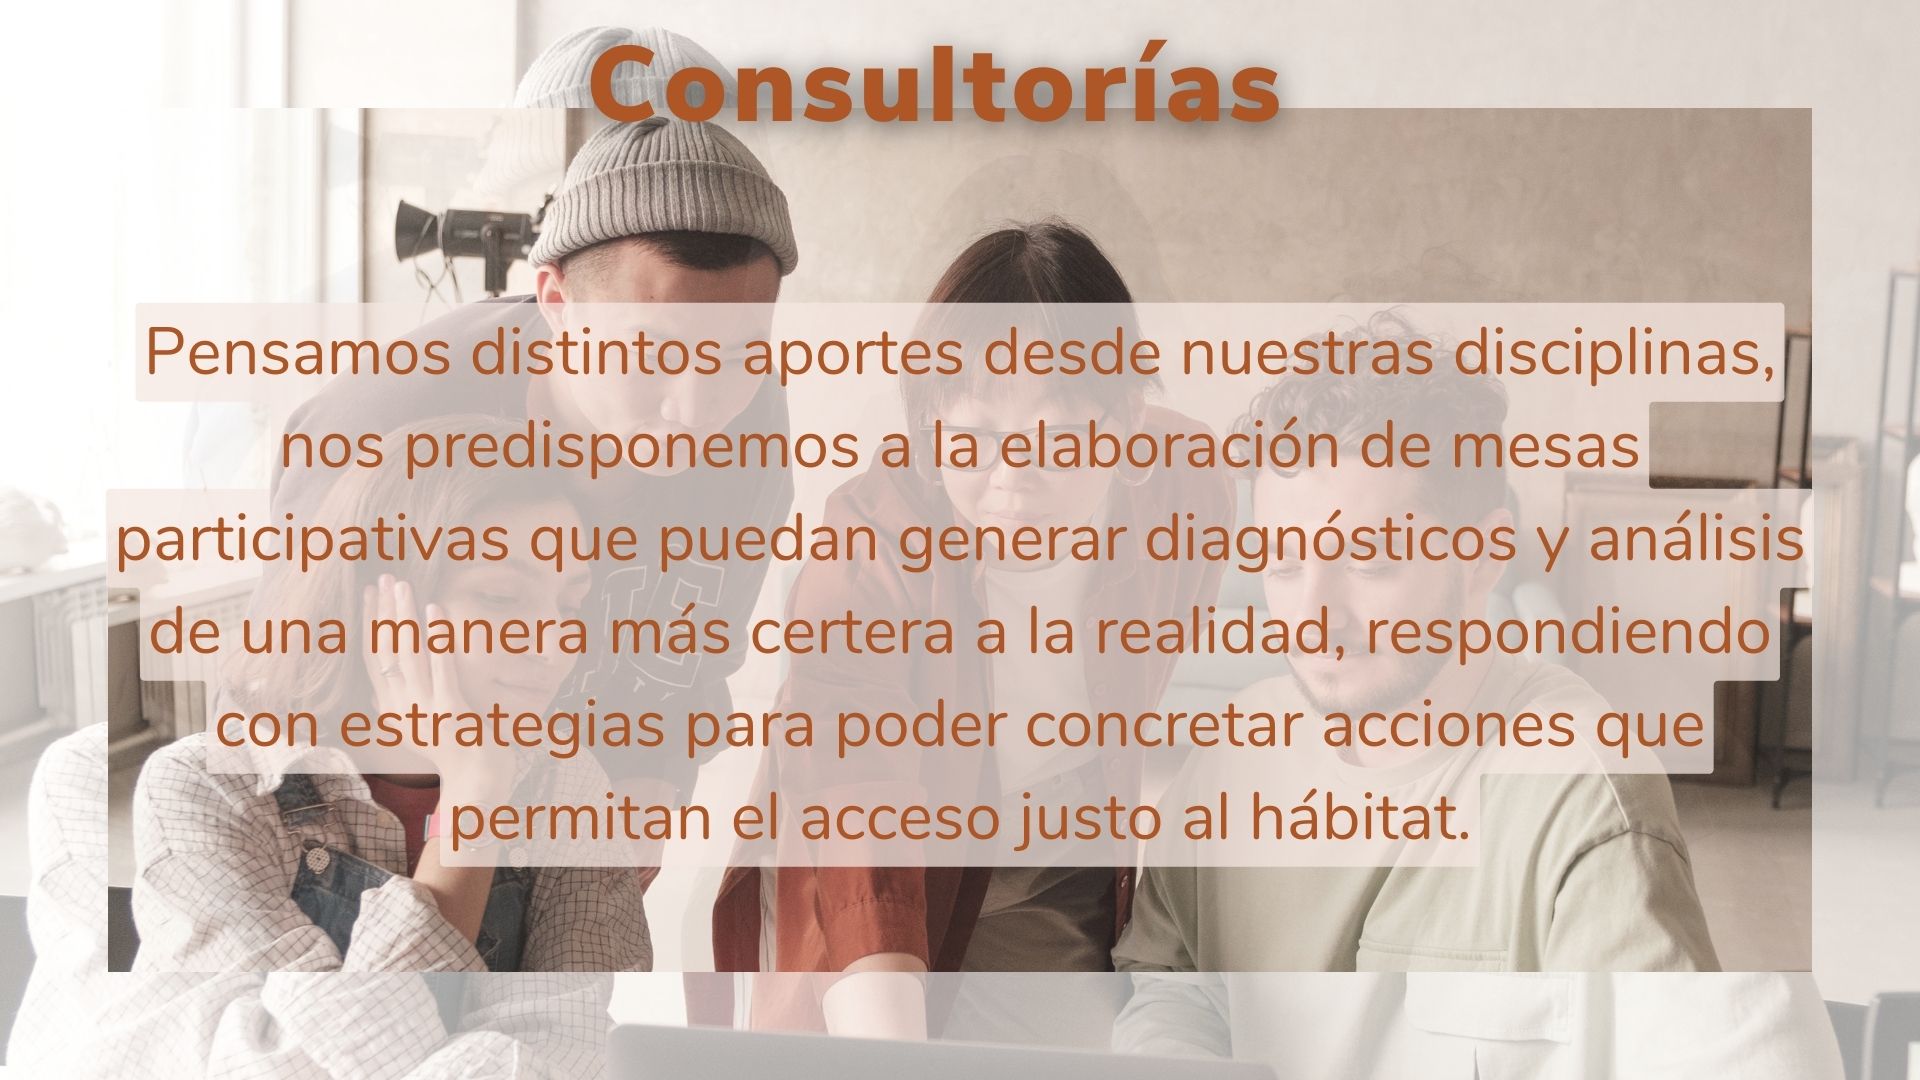 Consultorías
Pensamos distintos aportes desde nuestras disciplinas,
nos predisponemos a la elaboración de mesas
participativas que puedan generar diagnósticos y análisis
de una manera más certera a la realidad, respondiendo
con estrategias para poder concretar acciones que
permitan el acceso justo al hábitat.